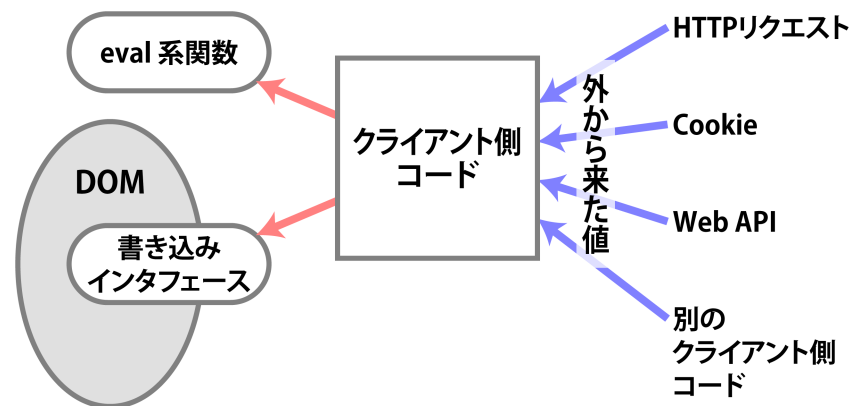 eval 系関数
DOM
書き込み
インタフェース
クライアント側
コード
外から来た値
HTTPリクエスト
Cookie
Web API
別の
クライアント側
コード